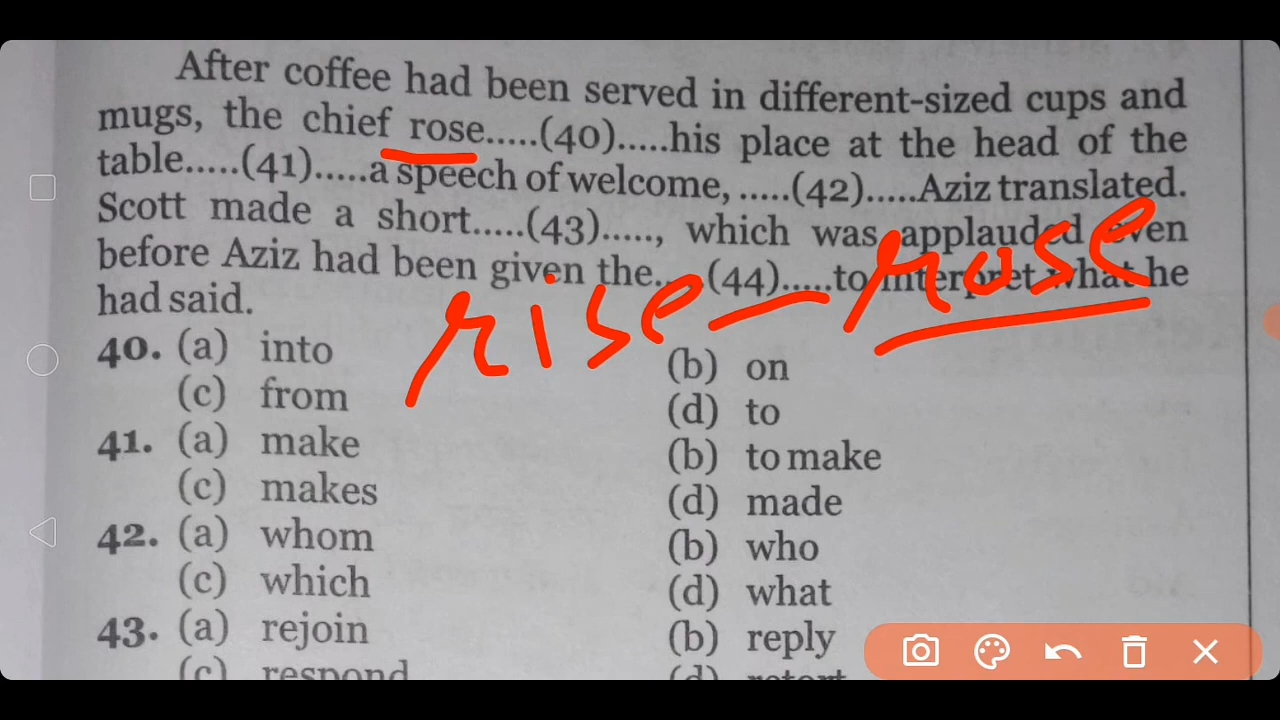 After coffee had been served in different-sized cups and
mugs, the chief rose.....(40).....his place at the head of the
table.....(41).....a speech of welcome, .....(42).....Aziz translated.
Scott made a short.....(43)....., which was applauded even
before Aziz had been given the.....(44).....to interpret what he
had said.
rise rose
40. (a) into (b) on
(c) from (d) to
41. (a) make (b) to make
(c) makes (d) made
42. (a) whom (b) who
(c) which (d) what
43. (a) rejoin (b) reply
(c) respond (d) retort